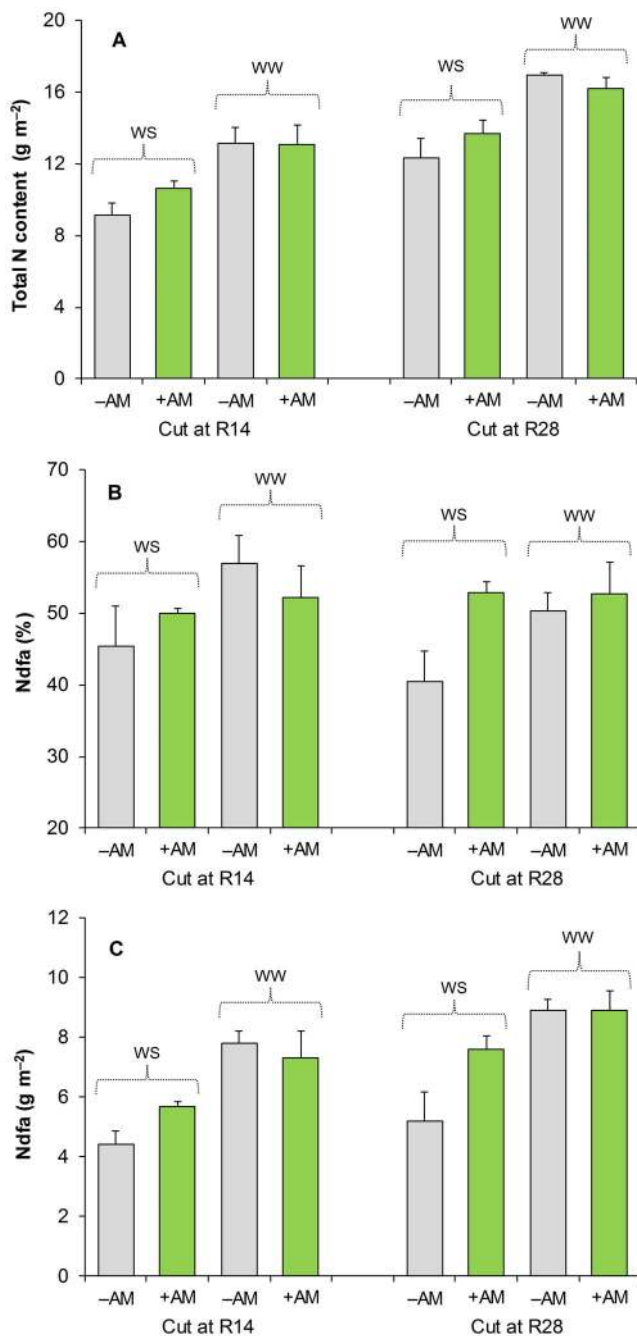 A
Total N content (g m⁻²)
20
16
12
8
4
0
WS
WW
WS
WW
–AM +AM –AM +AM –AM +AM –AM +AM
Cut at R14 Cut at R28
B
Ndfa (%)
70
60
50
40
30
20
WS
WW
WS
WW
–AM +AM –AM +AM –AM +AM –AM +AM
Cut at R14 Cut at R28
C
Ndfa (g m⁻²)
12
10
8
6
4
2
0
WS
WW
WS
WW
–AM +AM –AM +AM –AM +AM –AM +AM
Cut at R14 Cut at R28